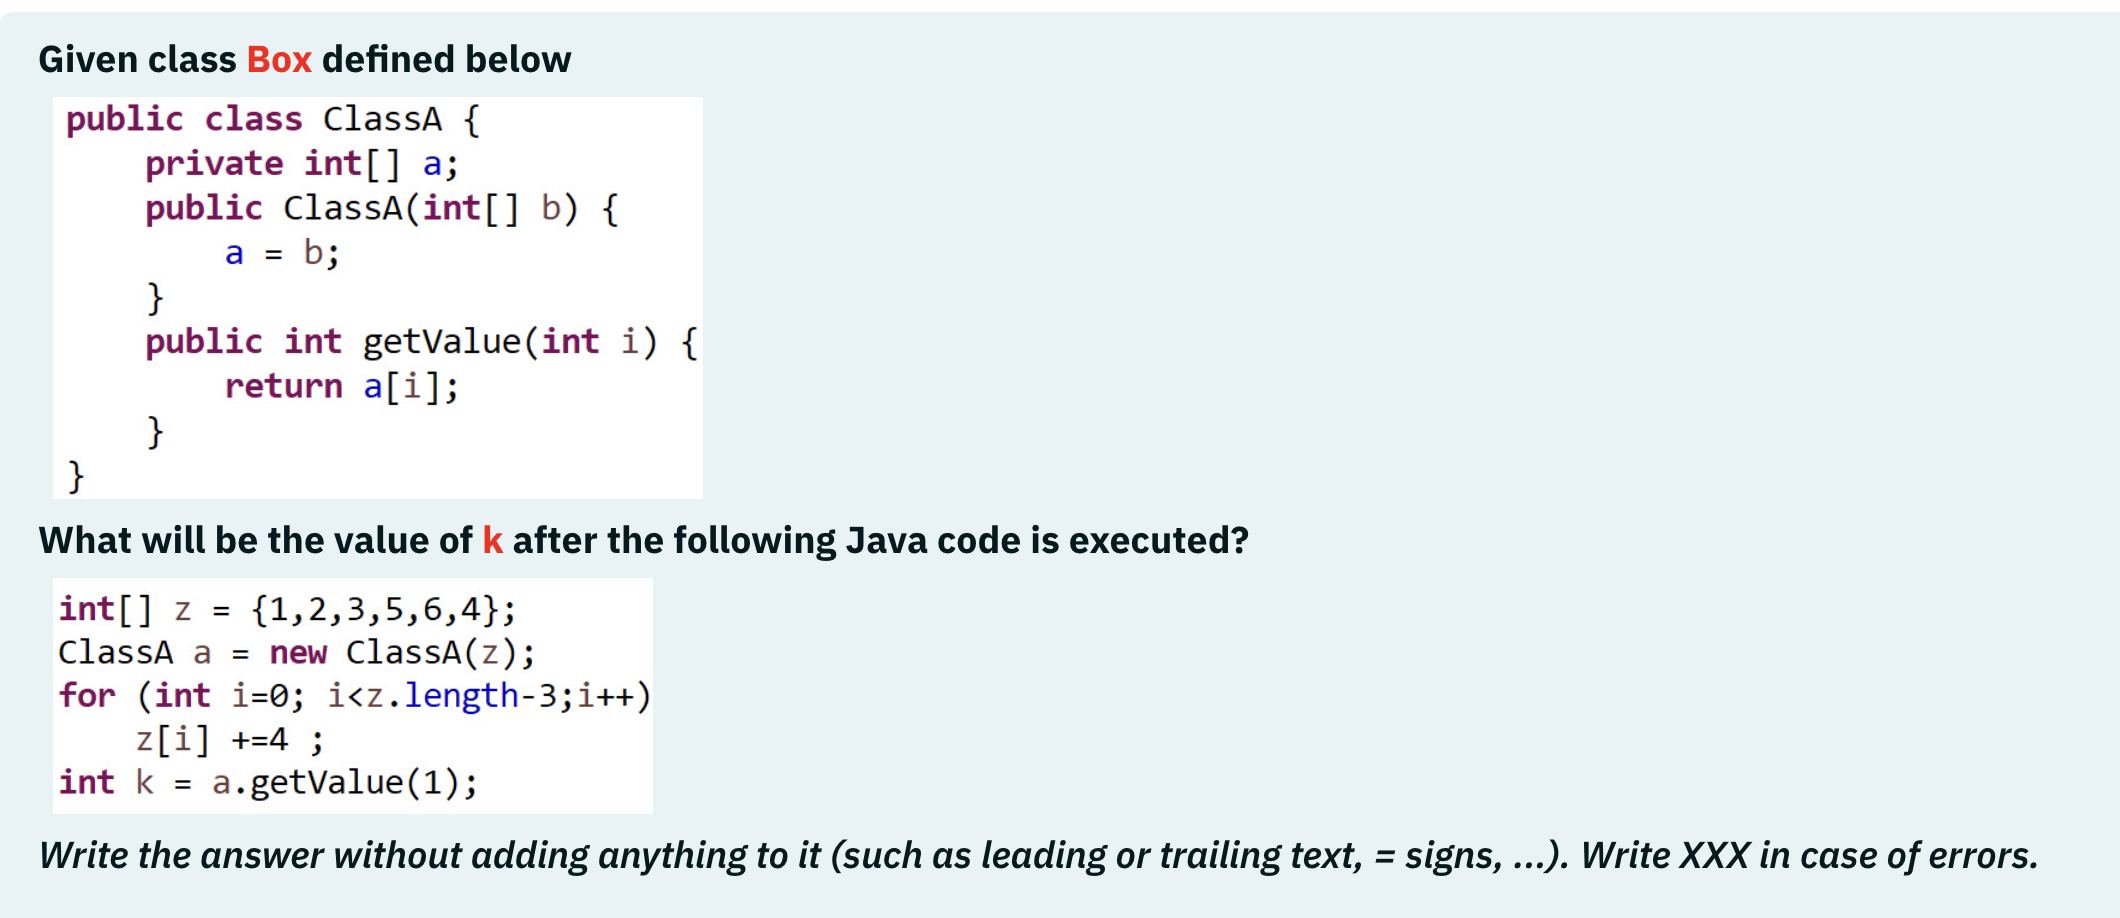 Given class Box defined below
public class ClassA {
    private int[] a;
    public ClassA(int[] b) {
        a = b;
    }
    public int getValue(int i) {
        return a[i];
    }
}
What will be the value of k after the following Java code is executed?
int[] z = {1,2,3,5,6,4};
ClassA a = new ClassA(z);
for (int i=0; i<z.length-3;i++)
    z[i] +=4 ;
int k = a.getValue(1);
Write the answer without adding anything to it (such as leading or trailing text, = signs, ...). Write XXX in case of errors.